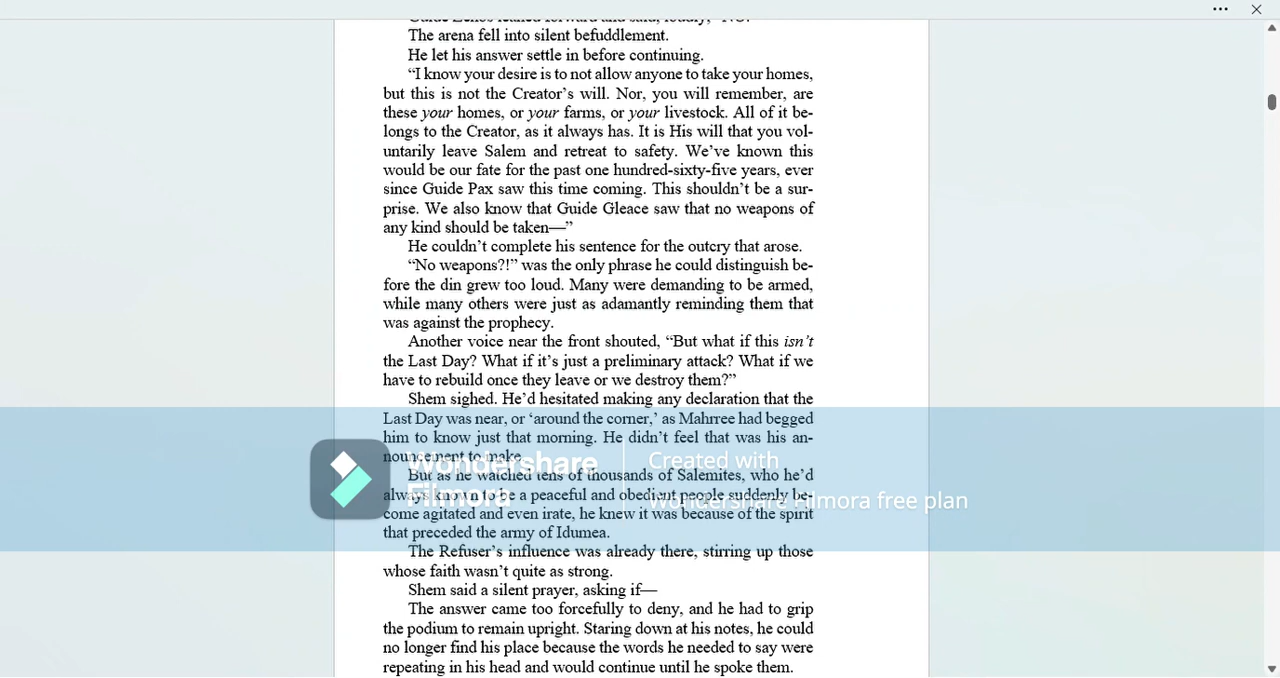 The arena fell into silent befuddlement.
He let his answer settle in before continuing.
“I know your desire is to not allow anyone to take your homes,
but this is not the Creator’s will. Nor, you will remember, are
these your homes, or your farms, or your livestock. All of it be-
longs to the Creator, as it always has. It is His will that you vol-
untarily leave Salem and retreat to safety. We’ve known this
would be our fate for the past one hundred-sixty-five years, ever
since Guide Pax saw this time coming. This shouldn’t be a sur-
prise. We also know that Guide Gleace saw that no weapons of
any kind should be taken—”
He couldn’t complete his sentence for the outcry that arose.
“No weapons?!” was the only phrase he could distinguish be-
fore the din grew too loud. Many were demanding to be armed,
while many others were just as adamantly reminding them that
was against the prophecy.
Another voice near the front shouted, “But what if this isn’t
the Last Day? What if it’s just a preliminary attack? What if we
have to rebuild once they leave or we destroy them?”
Shem sighed. He’d hesitated making any declaration that the
Last Day was near, or ‘around the corner,’ as Mahrree had begged
him to know just that morning. He didn’t feel that was his an-
nouncement to make.
But as he watched tens of thousands of Salemites, who he’d
always known to be a peaceful and obedient people suddenly be-
come agitated and even irate, he knew it was because of the spirit
that preceded the army of Idumea.
The Refuser’s influence was already there, stirring up those
whose faith wasn’t quite as strong.
Shem said a silent prayer, asking if—
The answer came too forcefully to deny, and he had to grip
the podium to remain upright. Staring down at his notes, he could
no longer find his place because the words he needed to say were
repeating in his head and would continue until he spoke them.
Wondershare
Filmora
Created with
Wondershare Filmora free plan